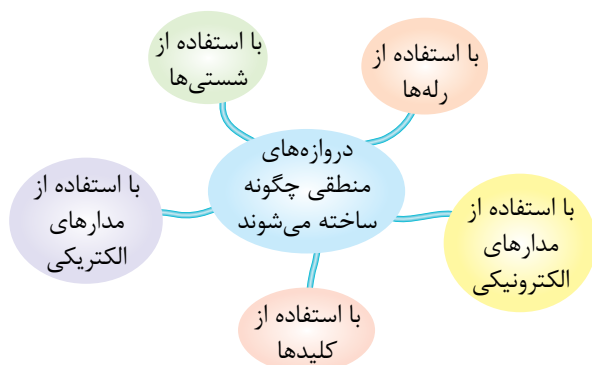 با استفاده از
رله‌ها
با استفاده از
شستی‌ها
دروازه‌های
منطقی چگونه
ساخته می‌شوند
با استفاده از
مدارهای
الکترونیکی
با استفاده از
مدارهای
الکتریکی
با استفاده از
کلیدها